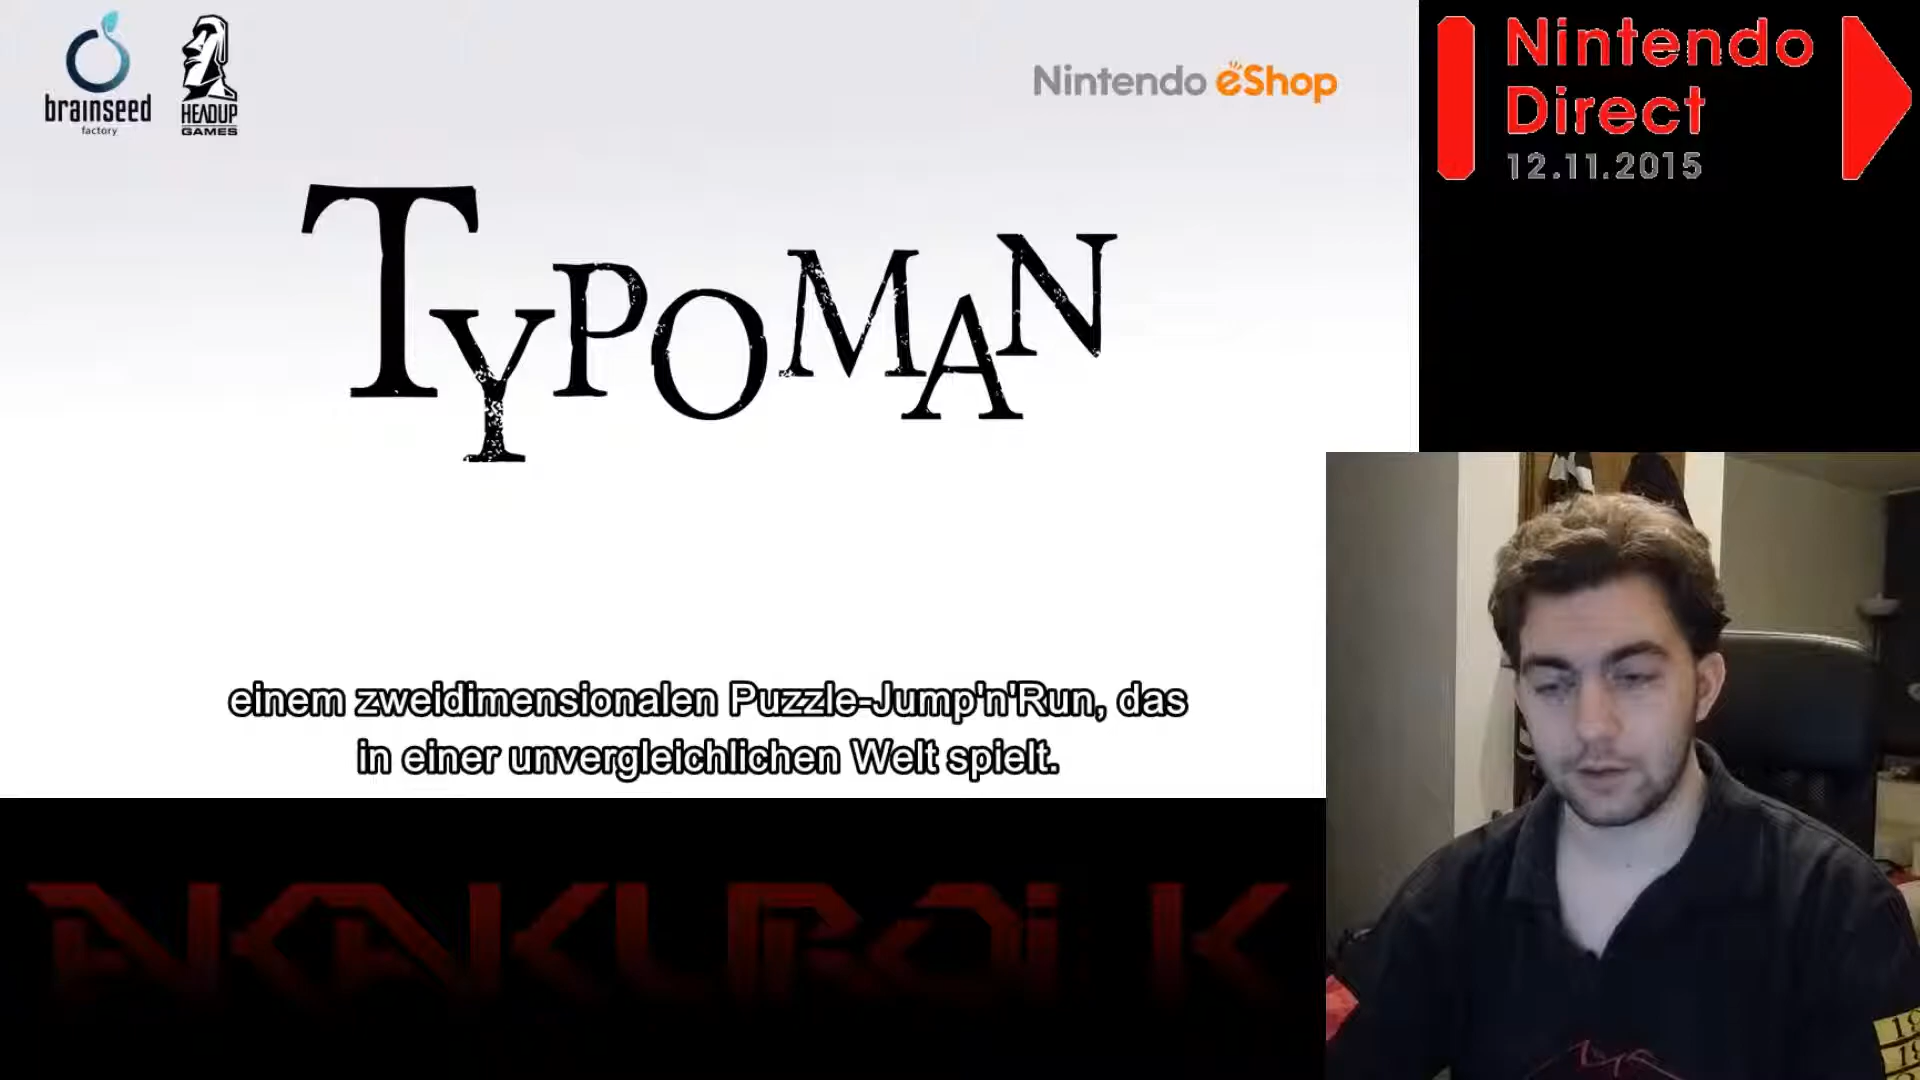 brainseed
factory
HEADUP
GAMES
Nintendo eShop
Nintendo
Direct
12.11.2015
TYPOMAN
einem zweidimensionalen Puzzle-Jump'n'Run, das
in einer unvergleichlichen Welt spielt.
AKAKUROi K